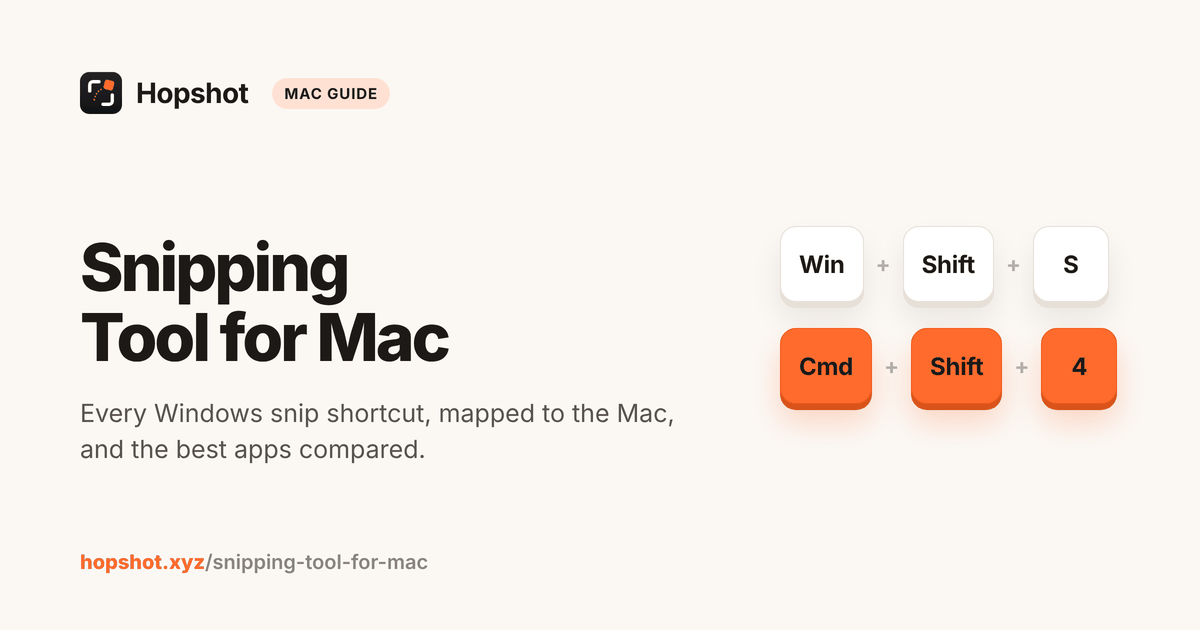 Hopshot
MAC GUIDE
Snipping
Tool for Mac
Every Windows snip shortcut, mapped to the Mac,
and the best apps compared.
Win + Shift + S
Cmd + Shift + 4
hopshot.xyz/snipping-tool-for-mac